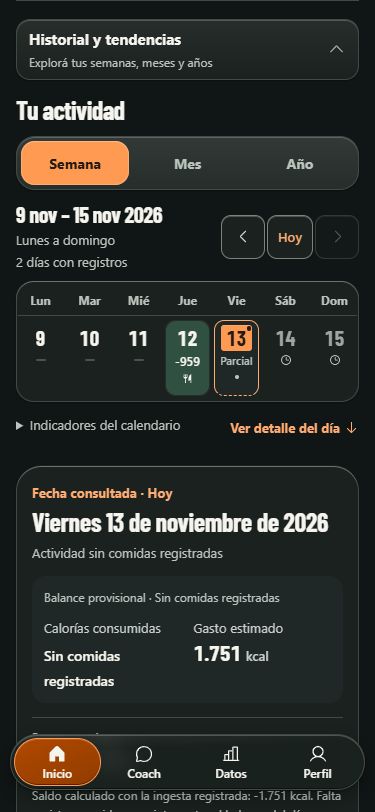 Historial y tendencias
Explorá tus semanas, meses y años
Tu actividad
Semana Mes Año
9 nov – 15 nov 2026
Lunes a domingo
2 días con registros
Hoy
Lun Mar Mié Jue Vie Sáb Dom
9 10 11 12 13 14 15
— — — -959 Parcial
Indicadores del calendario
Ver detalle del día ↓
Fecha consultada · Hoy
Viernes 13 de noviembre de 2026
Actividad sin comidas registradas
Balance provisional · Sin comidas registradas
Calorías consumidas Gasto estimado
Sin comidas registradas 1.751 kcal
Inicio Coach Datos Perfil
Saldo calculado con la ingesta registrada: -1.751 kcal. Falta